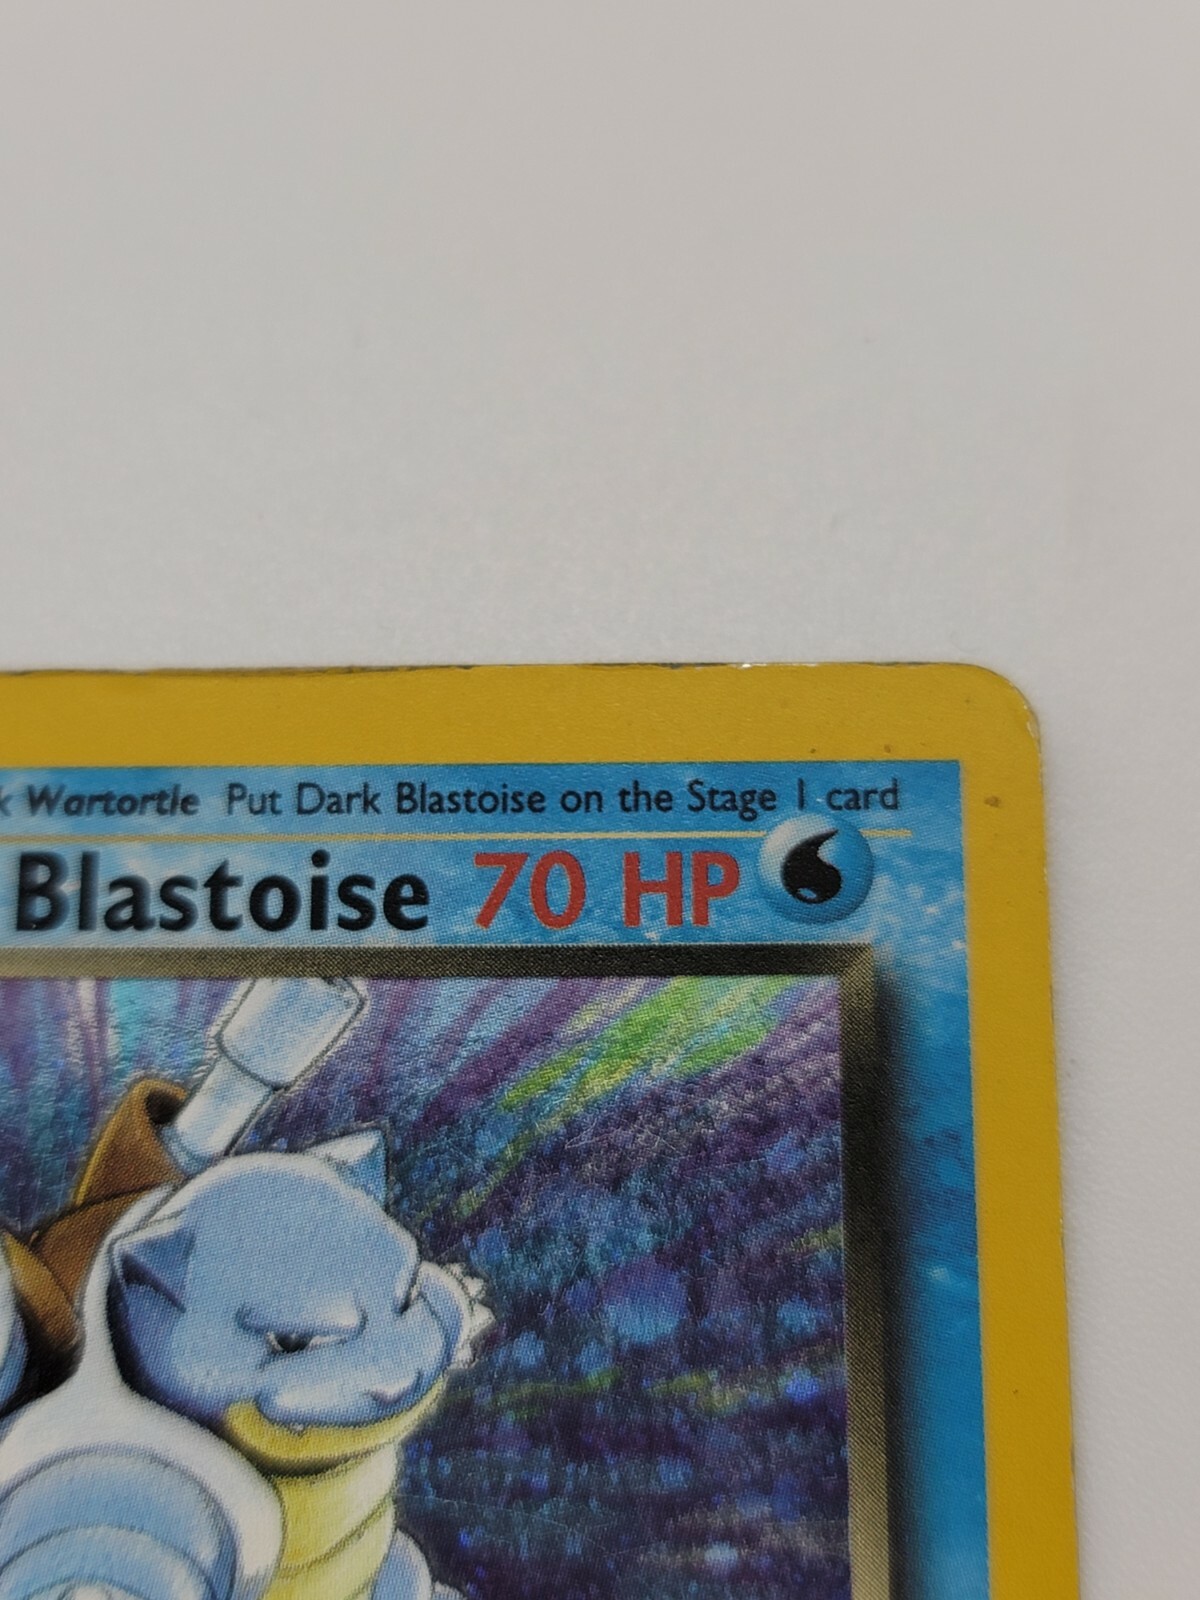 Wartortle Put Dark Blastoise on the Stage 1 card
Blastoise 70 HP